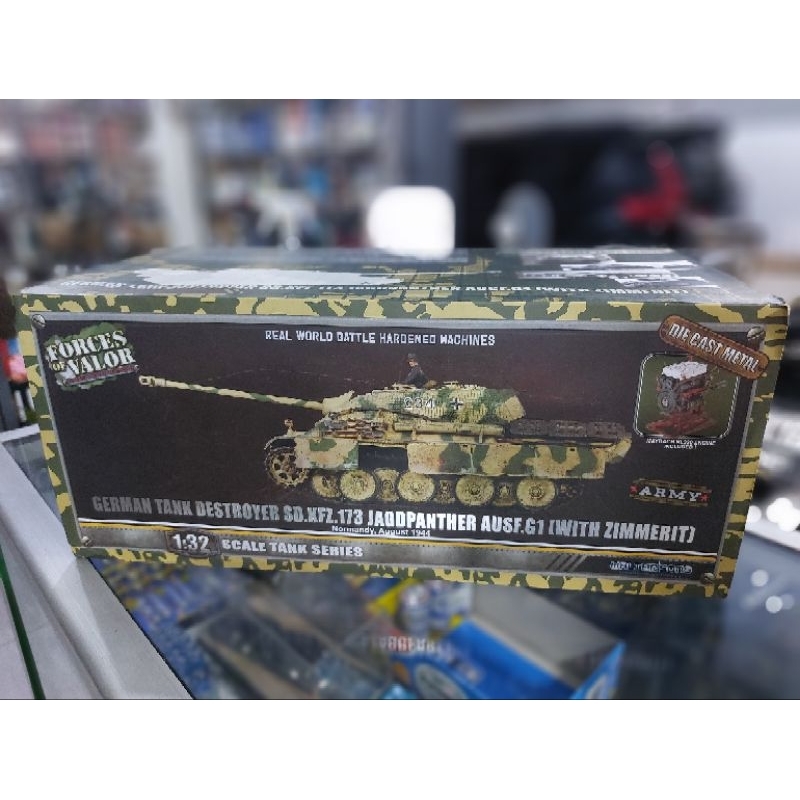 FORCES
OF VALOR
REAL WORLD BATTLE HARDENED MACHINES
DIE CAST METAL
INCLUDED!
ARMY
GERMAN TANK DESTROYER SD.KFZ.173 JAGDPANTHER AUSF.G1 (WITH ZIMMERIT)
Normandy, August 1944
1:32 SCALE TANK SERIES